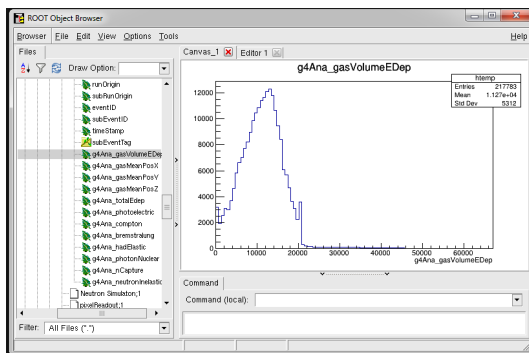 ROOT Object Browser
Browser File Edit View Options Tools Help
Files
Canvas_1 Editor 1
Draw Option:
runOrigin
subRunOrigin
eventID
subEventID
timeStamp
subEventTag
g4Ana_gasVolumeEDep
g4Ana_gasMeanPosX
g4Ana_gasMeanPosY
g4Ana_gasMeanPosZ
g4Ana_totalEdep
g4Ana_photoelectric
g4Ana_compton
g4Ana_bremstralung
g4Ana_hadElastic
g4Ana_photonNuclear
g4Ana_nCapture
g4Ana_neutronInelastic
Neutron Simulaton;1
pixelReadout;1
Filter: All Files (*.*)
g4Ana_gasVolumeEDep
htemp
Entries 217783
Mean 1.127e+04
Std Dev 5312
12000
10000
8000
6000
4000
2000
0
0 10000 20000 30000 40000 50000 60000
g4Ana_gasVolumeEDep
Command
Command (local):